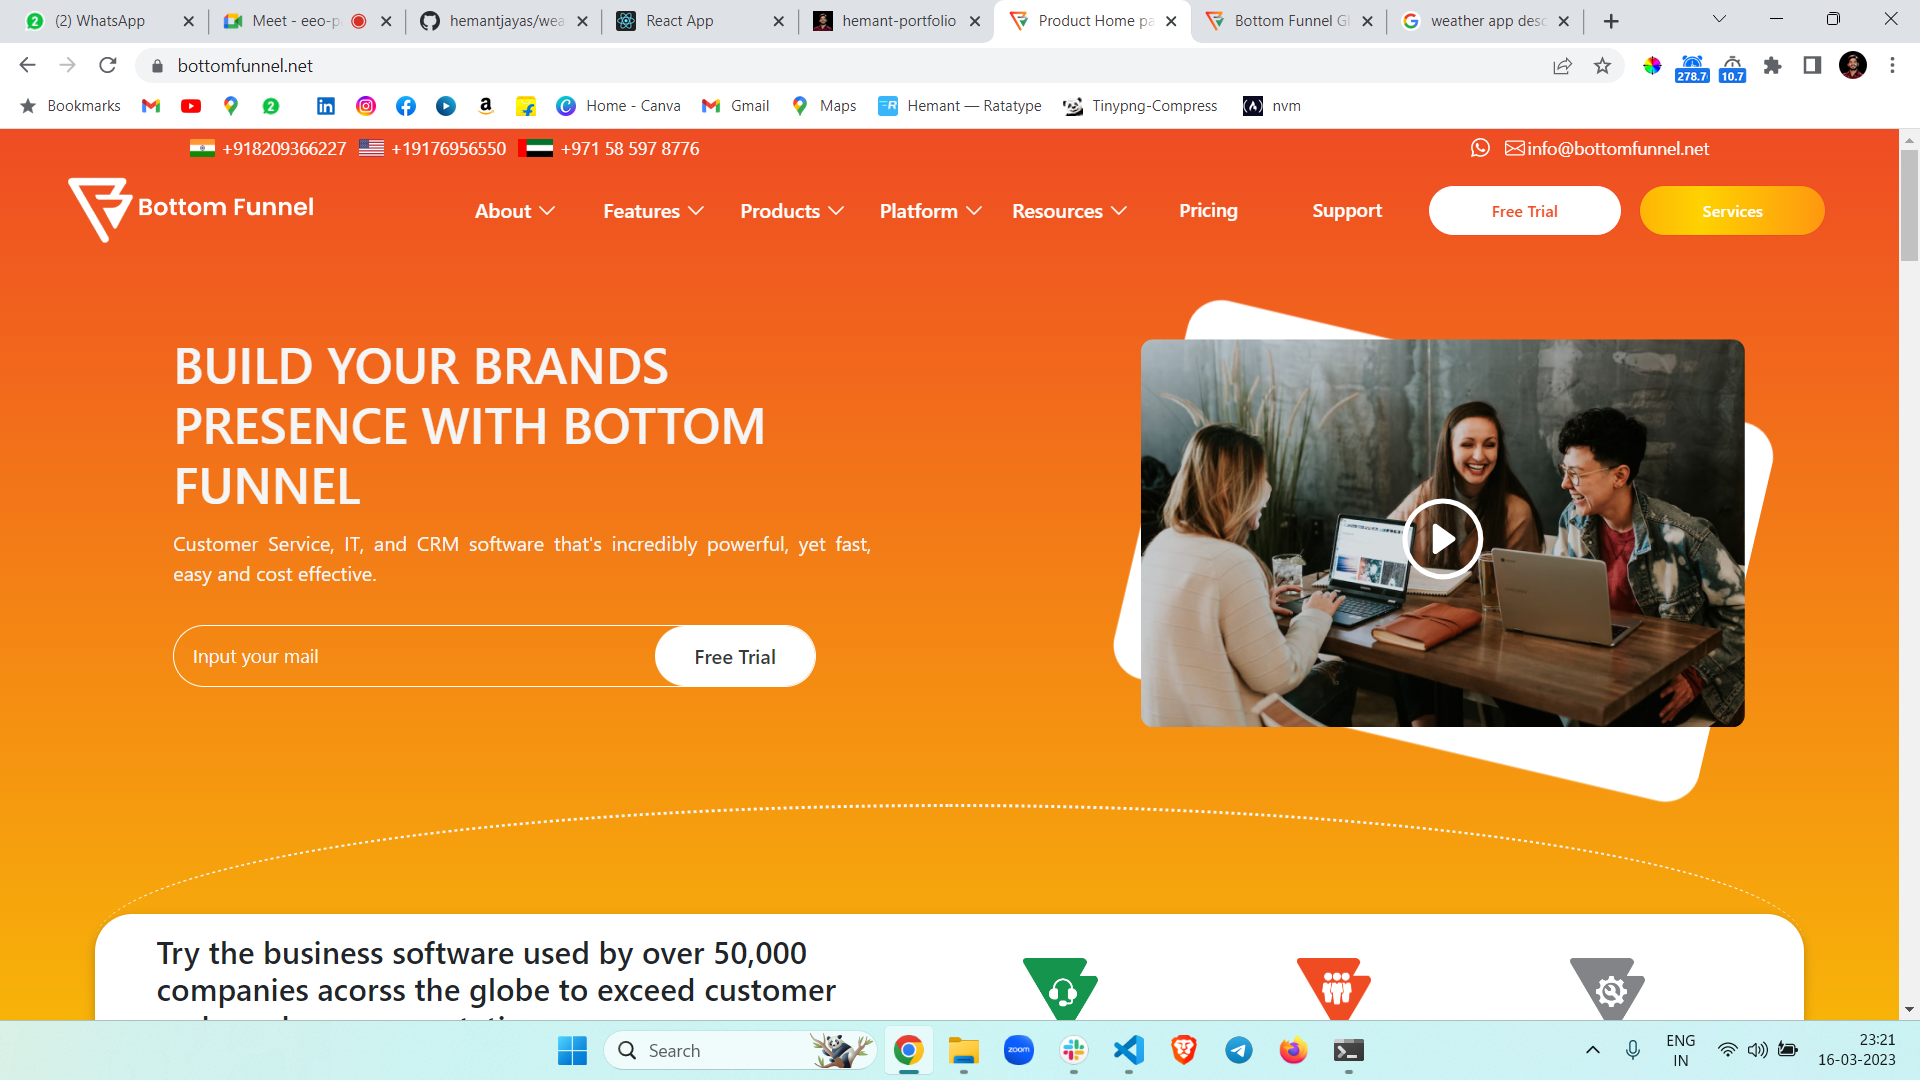 (2) WhatsApp
Meet - eeo-p
hemantjayas/wea
React App
hemant-portfolio
Product Home pa
Bottom Funnel Gl
weather app desc
bottomfunnel.net
278.7
10.7
Bookmarks
Home - Canva
Gmail
Maps
Hemant — Ratatype
Tinypng-Compress
nvm
+918209366227
+19176956550
+971 58 597 8776
info@bottomfunnel.net
Bottom Funnel
About
Features
Products
Platform
Resources
Pricing
Support
Free Trial
Services
BUILD YOUR BRANDS
PRESENCE WITH BOTTOM
FUNNEL
Customer Service, IT, and CRM software that's incredibly powerful, yet fast,
easy and cost effective.
Input your mail
Free Trial
Try the business software used by over 50,000
companies acorss the globe to exceed customer
Search
zoom
ENG
IN
23:21
16-03-2023